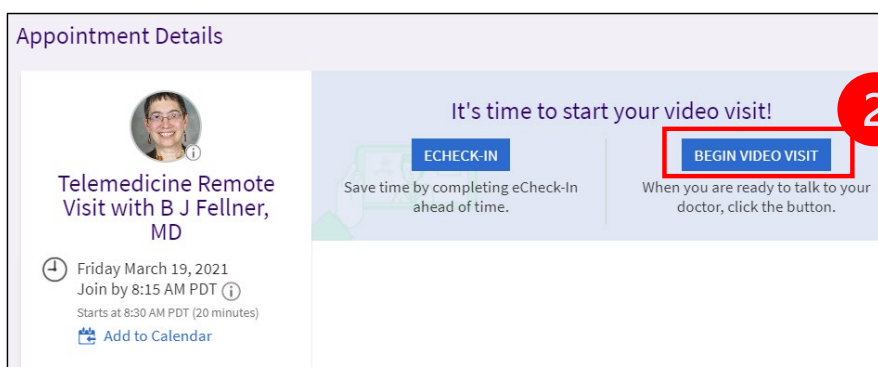 Appointment Details
Telemedicine Remote
Visit with B J Fellner,
MD
Friday March 19, 2021
Join by 8:15 AM PDT
Starts at 8:30 AM PDT (20 minutes)
Add to Calendar
It's time to start your video visit!
ECHECK-IN
Save time by completing eCheck-In
ahead of time.
BEGIN VIDEO VISIT
When you are ready to talk to your
doctor, click the button.
2